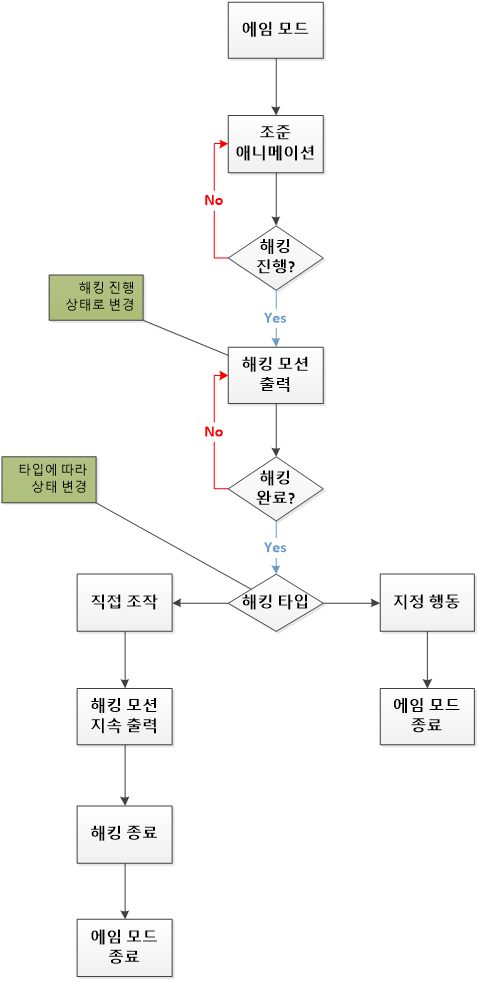 에임 모드
조준
애니메이션
No
해킹
진행?
해킹 진행
상태로 변경
Yes
해킹 모션
출력
No
타입에 따라
상태 변경
해킹
완료?
Yes
직접 조작
해킹 타입
지정 행동
해킹 모션
지속 출력
에임 모드
종료
해킹 종료
에임 모드
종료